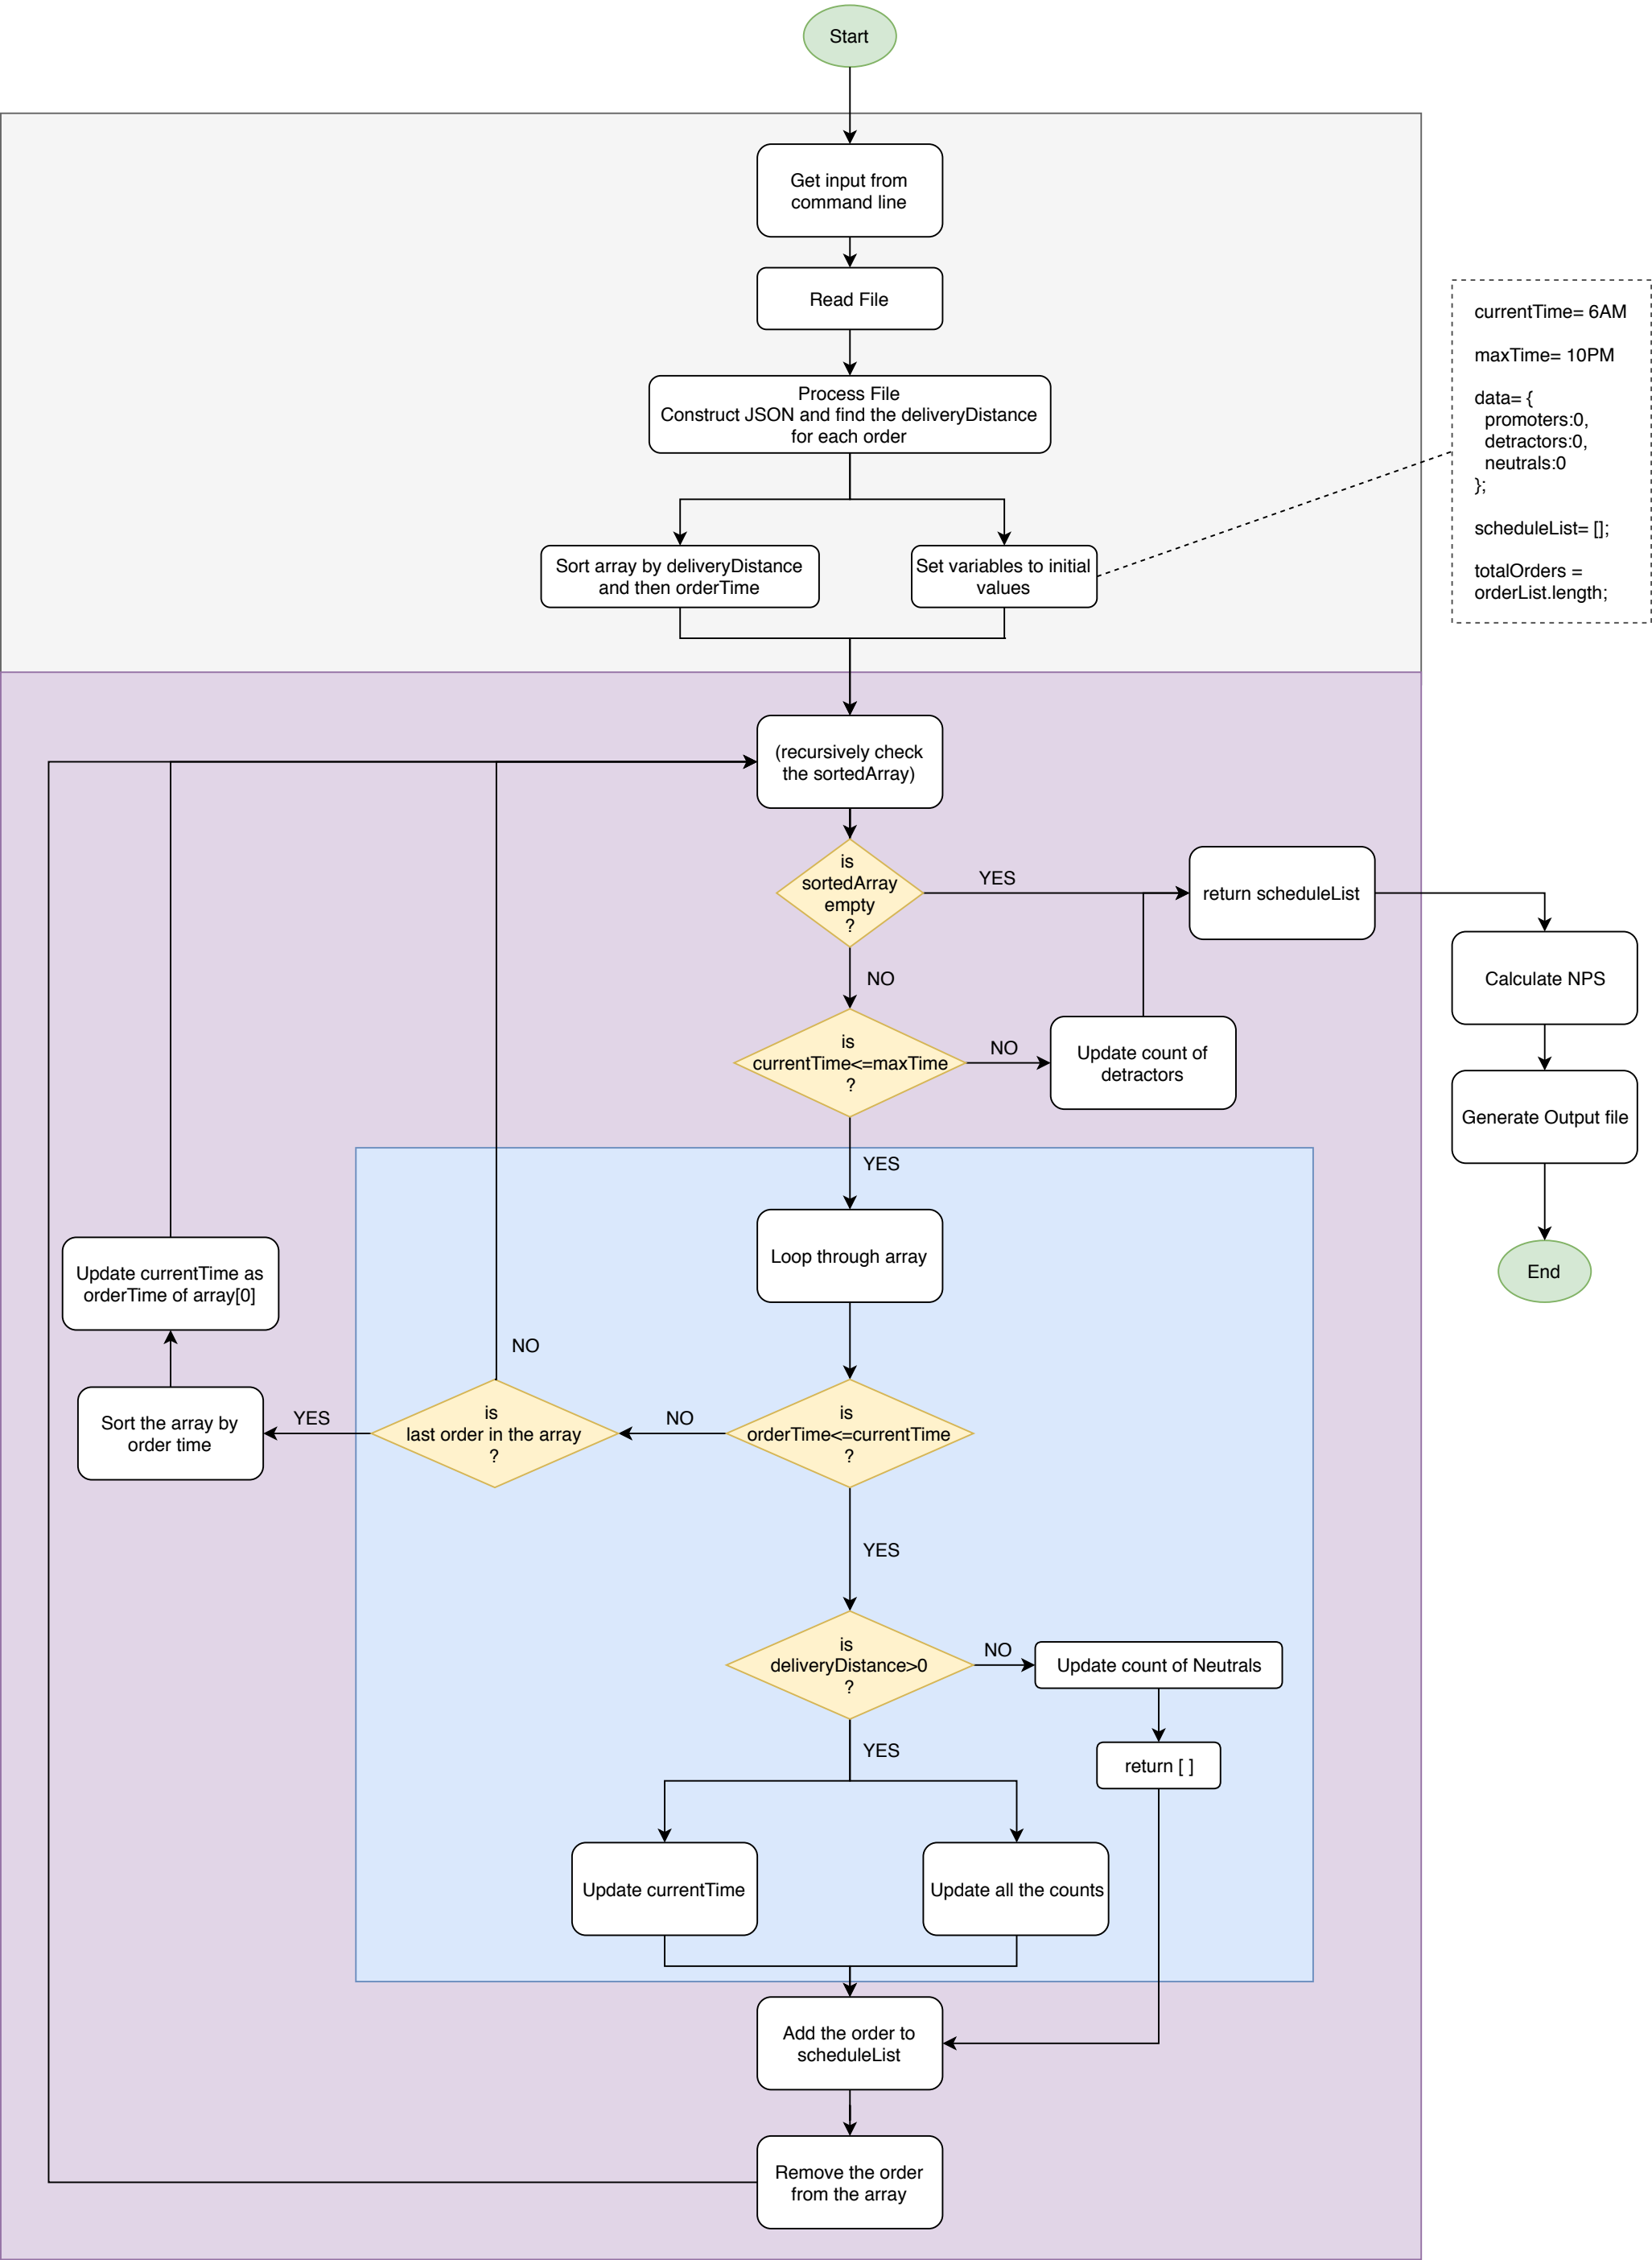 Start
Get input from
command line
Read File
Process File
Construct JSON and find the deliveryDistance
for each order
Sort array by deliveryDistance
and then orderTime
Set variables to initial
values
currentTime= 6AM
maxTime= 10PM
data= {
promoters:0,
detractors:0,
neutrals:0
};
scheduleList= [];
totalOrders =
orderList.length;
(recursively check
the sortedArray)
is
sortedArray
empty
?
YES
return scheduleList
NO
Calculate NPS
is
currentTime<=maxTime
?
NO
Update count of
detractors
Generate Output file
End
YES
Loop through array
Update currentTime as
orderTime of array[0]
NO
Sort the array by
order time
YES
is
last order in the array
?
NO
is
orderTime<=currentTime
?
YES
is
deliveryDistance>0
?
NO
Update count of Neutrals
YES
return [ ]
Update currentTime
Update all the counts
Add the order to
scheduleList
Remove the order
from the array